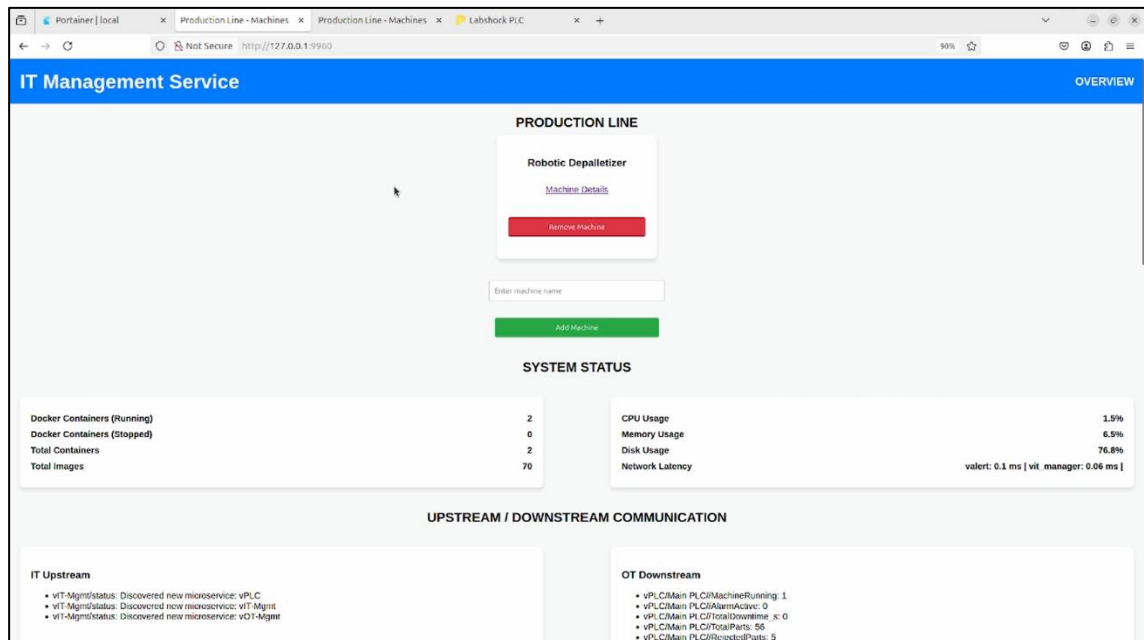 Portainer | local
Production Line - Machines
Production Line - Machines
Labshock PLC
Not Secure http://127.0.0.1:9960
90%
IT Management Service
OVERVIEW
PRODUCTION LINE
Robotic Depalletizer
Machine Details
Remove Machine
Enter machine name
Add Machine
SYSTEM STATUS
Docker Containers (Running) 2
Docker Containers (Stopped) 0
Total Containers 2
Total Images 70
CPU Usage 1.5%
Memory Usage 6.5%
Disk Usage 76.8%
Network Latency valert: 0.1 ms | vit_manager: 0.06 ms |
UPSTREAM / DOWNSTREAM COMMUNICATION
IT Upstream
• vIT-Mgmt/status: Discovered new microservice: vPLC
• vIT-Mgmt/status: Discovered new microservice: vIT-Mgmt
• vIT-Mgmt/status: Discovered new microservice: vOT-Mgmt
OT Downstream
• vPLC/Main PLC//MachineRunning: 1
• vPLC/Main PLC//AlarmActive: 0
• vPLC/Main PLC//TotalDowntime_s: 0
• vPLC/Main PLC//TotalParts: 56
• vPLC/Main PLC//RejectedParts: 5